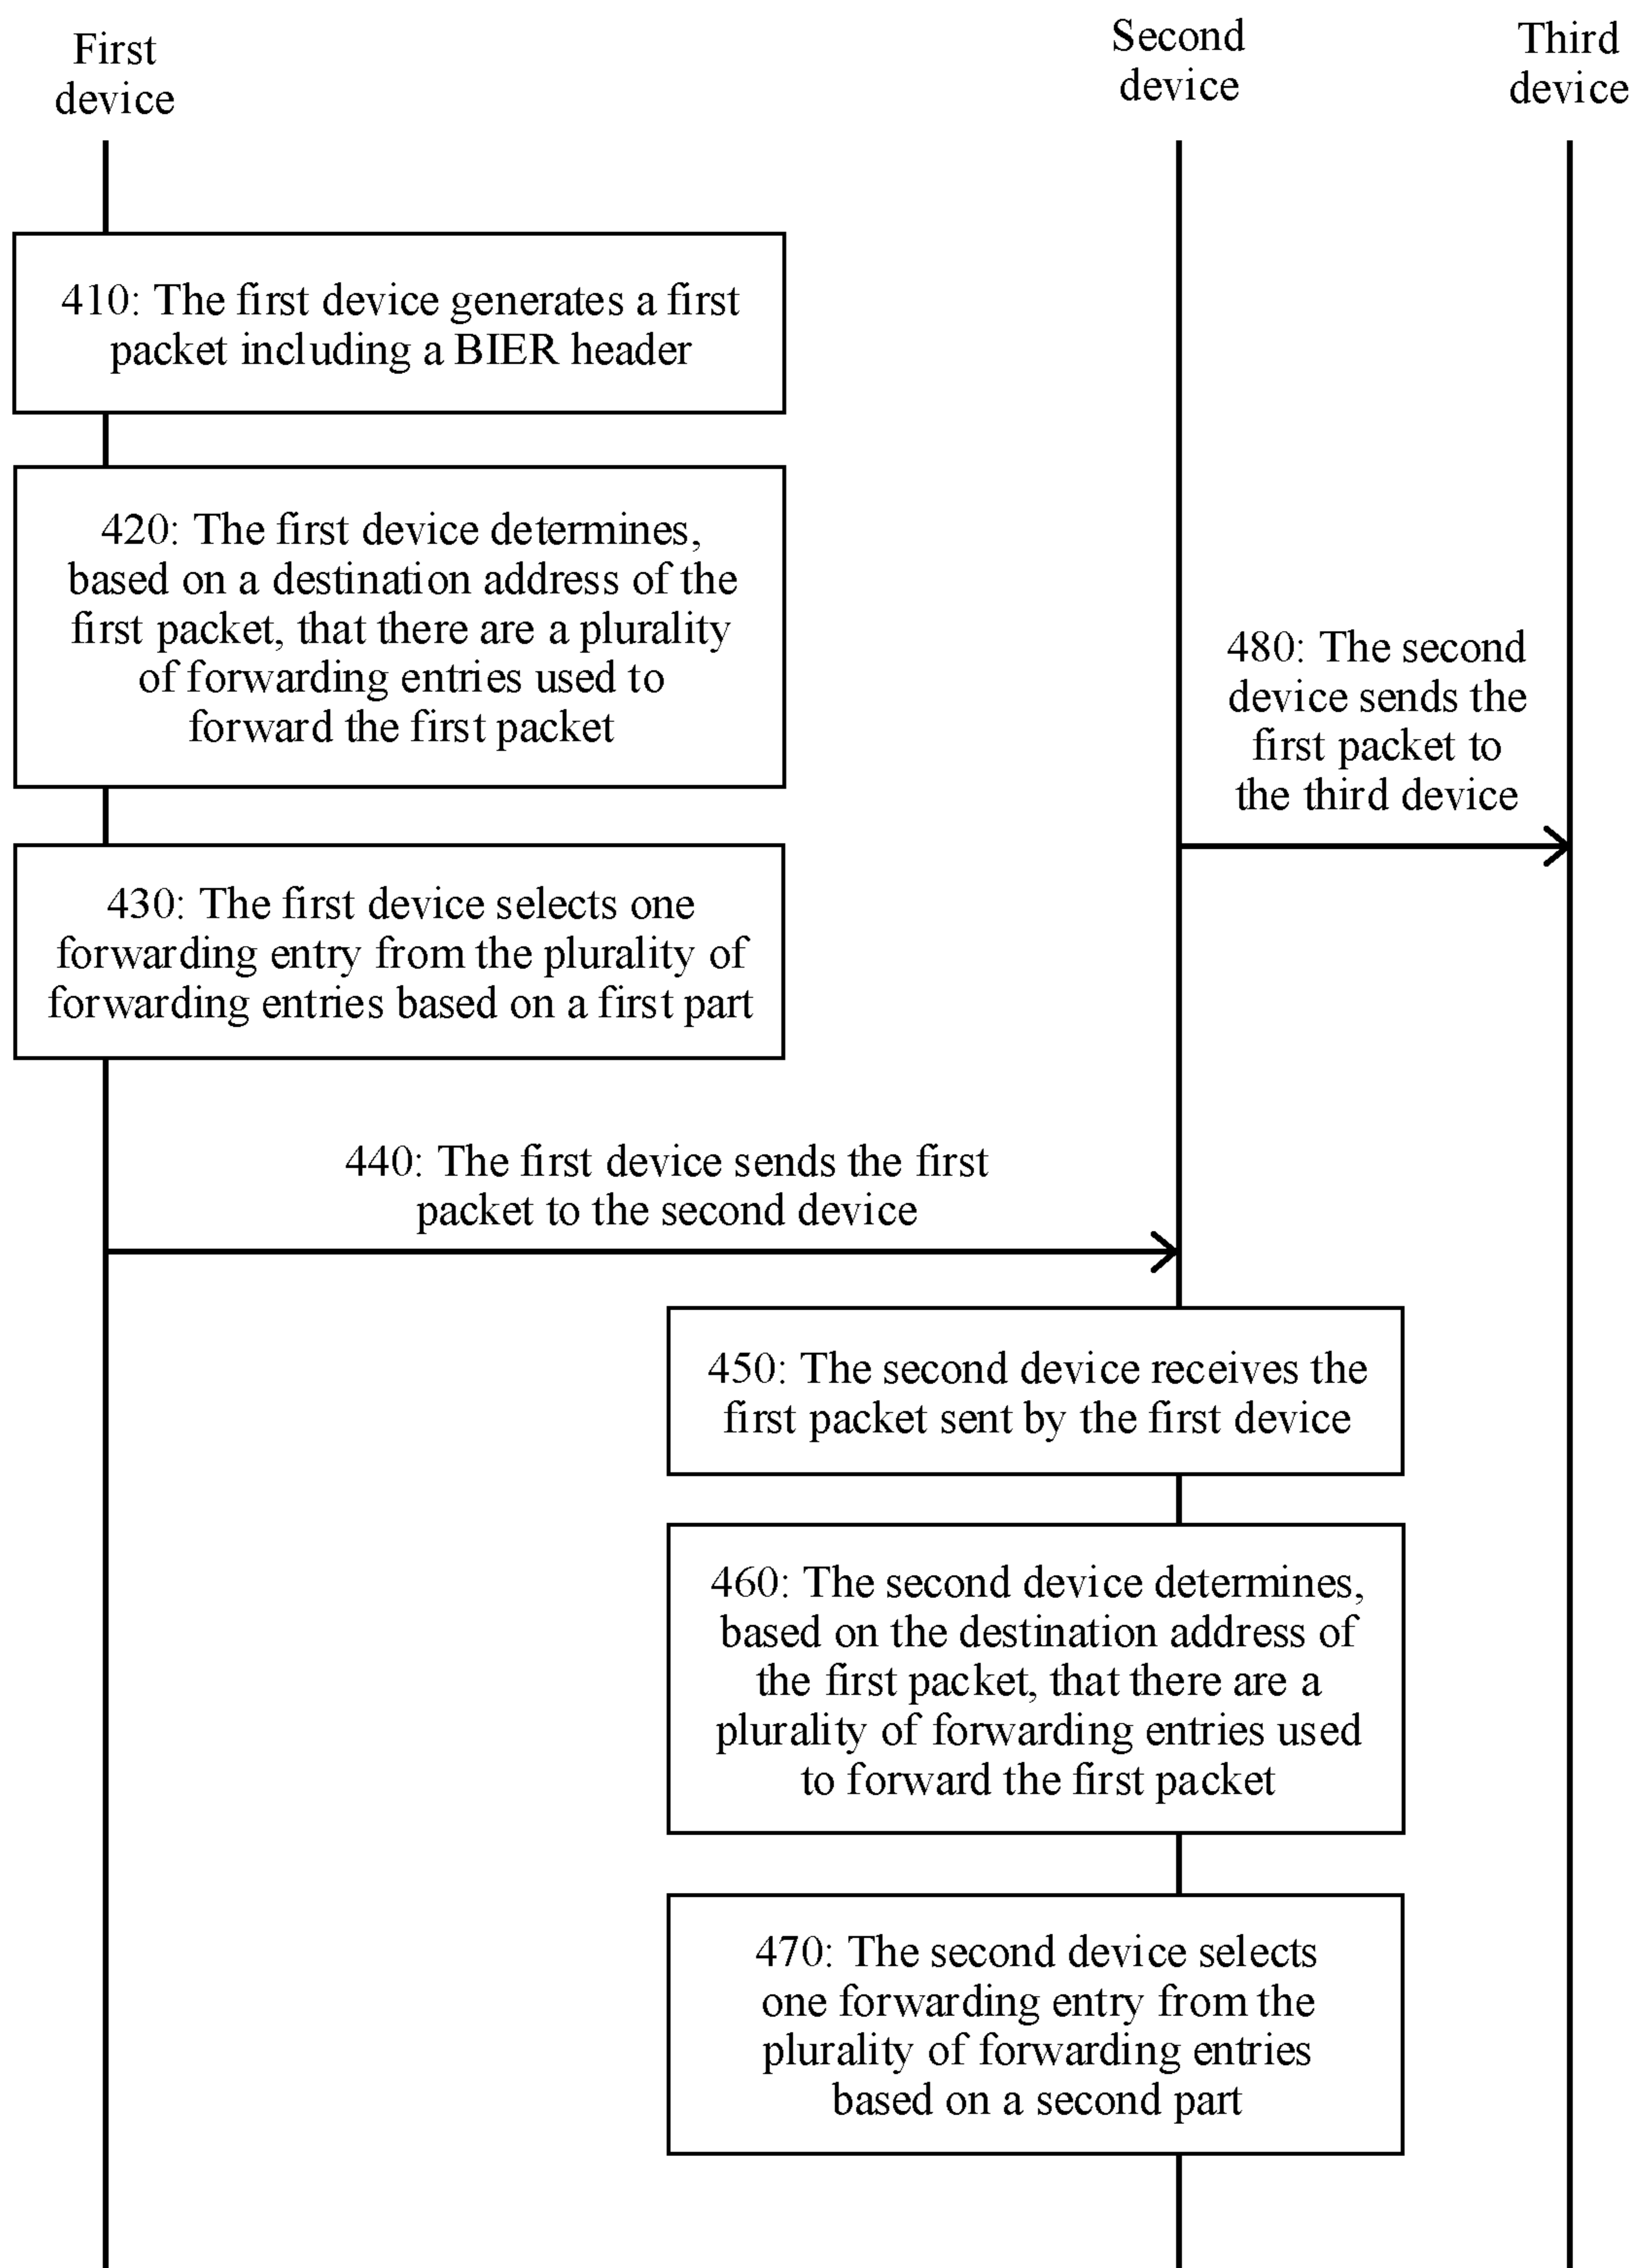 First
device
Second
device
Third
device
410: The first device generates a first
packet including a BIER header
420: The first device determines,
based on a destination address of the
first packet, that there are a plurality
of forwarding entries used to
forward the first packet
480: The second
device sends the
first packet to
the third device
430: The first device selects one
forwarding entry from the plurality of
forwarding entries based on a first part
440: The first device sends the first
packet to the second device
450: The second device receives the
first packet sent by the first device
460: The second device determines,
based on the destination address of
the first packet, that there are a
plurality of forwarding entries used
to forward the first packet
470: The second device selects
one forwarding entry from the
plurality of forwarding entries
based on a second part